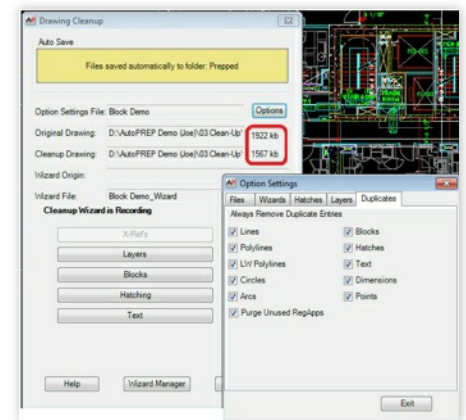 Drawing Cleanup
Auto Save
Files saved automatically to folder: Prepped
Option Settings File: Block Demo
Options
Original Drawing: D:\AutoPREP Demo (Joe)\03 Clean-Up' 1922 kb
Cleanup Drawing: D:\AutoPREP Demo (Joe)\03 Clean-Up' 1567 kb
Wizard Origin:
Wizard File: Block Demo_Wizard
Cleanup Wizard is Recording
X-Ref's
Layers
Blocks
Hatching
Text
Help
Wizard Manager
Option Settings
Files Wizards Hatches Layers Duplicates
Always Remove Duplicate Entries
Lines Blocks
Polylines Hatches
LW Polylines Text
Circles Dimensions
Arcs Points
Purge Unused RegApps
Exit